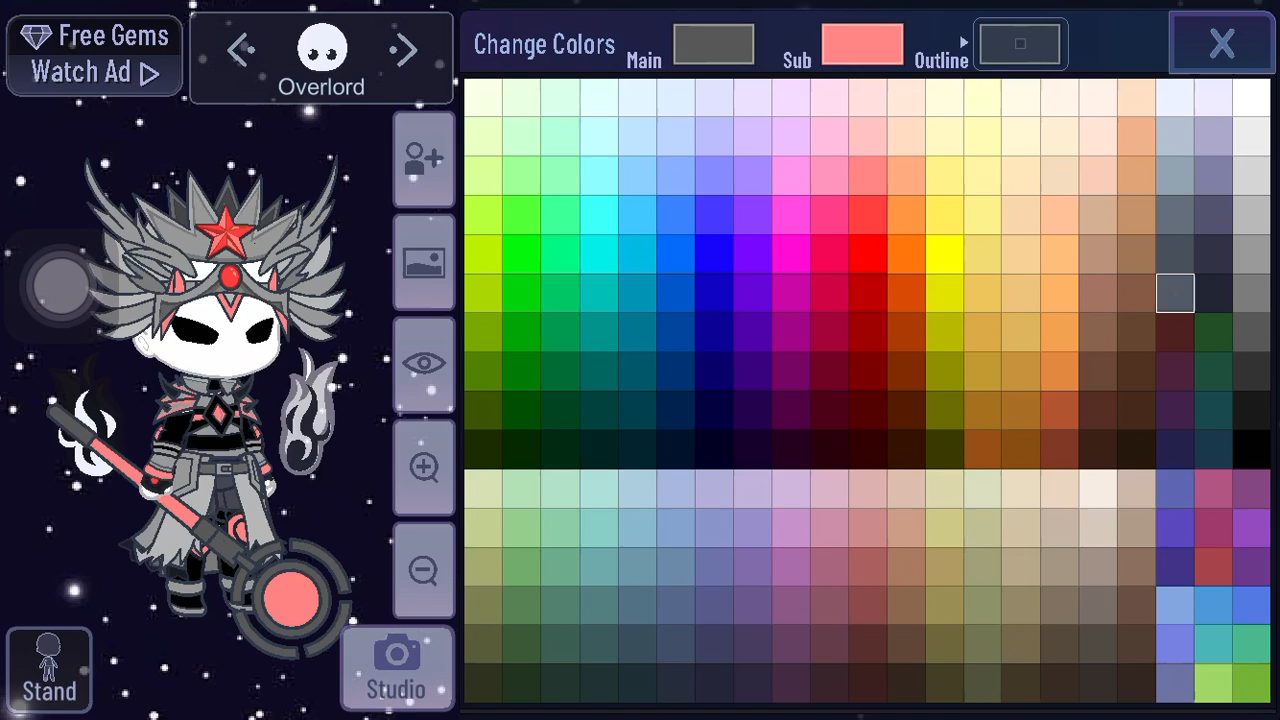 Free Gems
Watch Ad
Overlord
Change Colors
Main
Sub
Outline
X
Stand
Studio